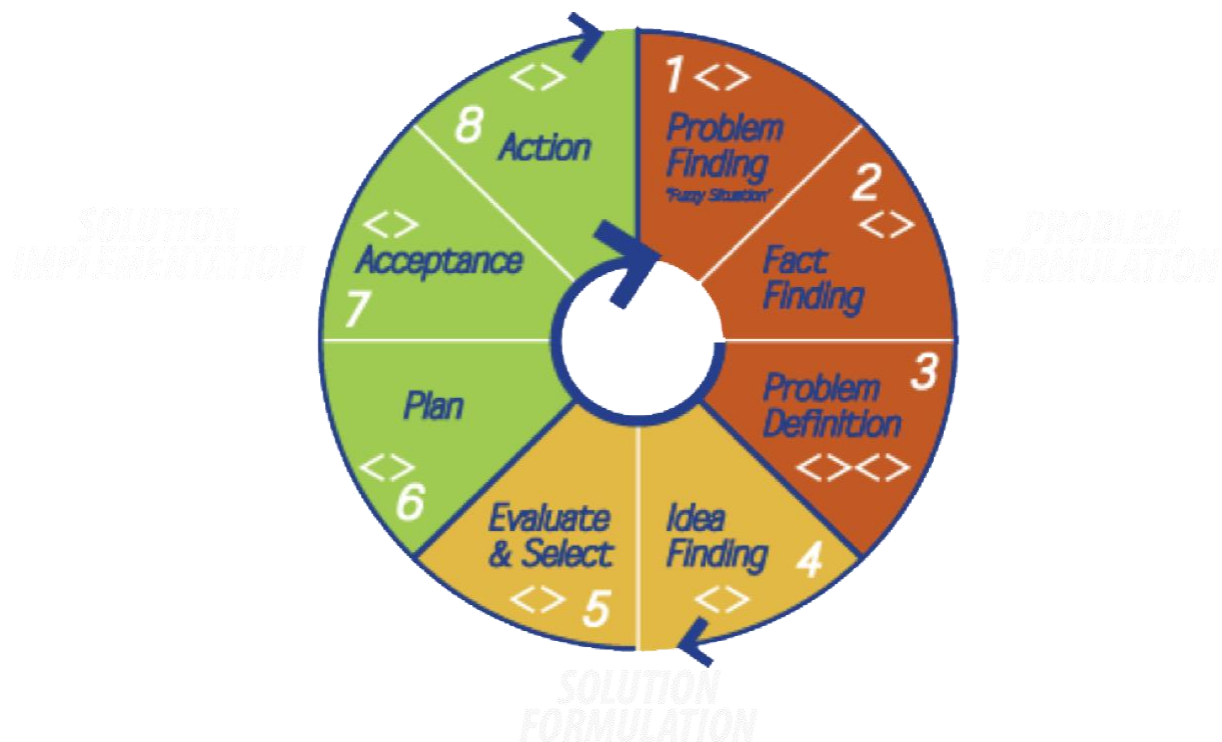 1 <>
Problem
Finding
"Fuzzy Situation"
2
<>
Fact
Finding
3
Problem
Definition
<><>
Idea
Finding
4
<>
Evaluate
& Select
<> 5
Plan
<>
6
<>
Acceptance
7
<>
8
Action
PROBLEM
FORMULATION
SOLUTION
FORMULATION
SOLUTION
IMPLEMENTATION